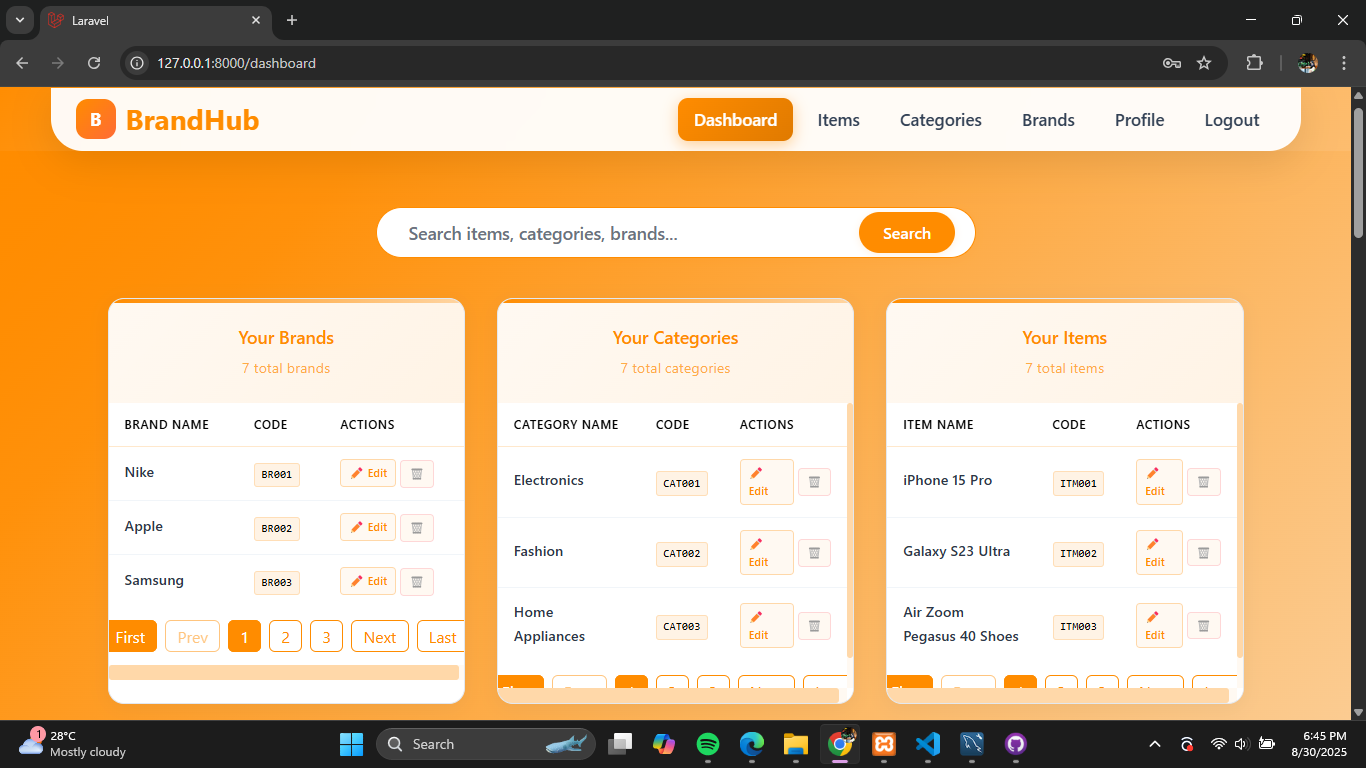 Laravel
127.0.0.1:8000/dashboard
B BrandHub Dashboard Items Categories Brands Profile Logout
Search items, categories, brands... Search
Your Brands
7 total brands
BRAND NAME CODE ACTIONS
Nike BR001 Edit
Apple BR002 Edit
Samsung BR003 Edit
First Prev 1 2 3 Next Last
Your Categories
7 total categories
CATEGORY NAME CODE ACTIONS
Electronics CAT001 Edit
Fashion CAT002 Edit
Home
Appliances CAT003 Edit
Your Items
7 total items
ITEM NAME CODE ACTIONS
iPhone 15 Pro ITM001 Edit
Galaxy S23 Ultra ITM002 Edit
Air Zoom
Pegasus 40 Shoes ITM003 Edit
1
28°C
Mostly cloudy
Search
6:45 PM
8/30/2025